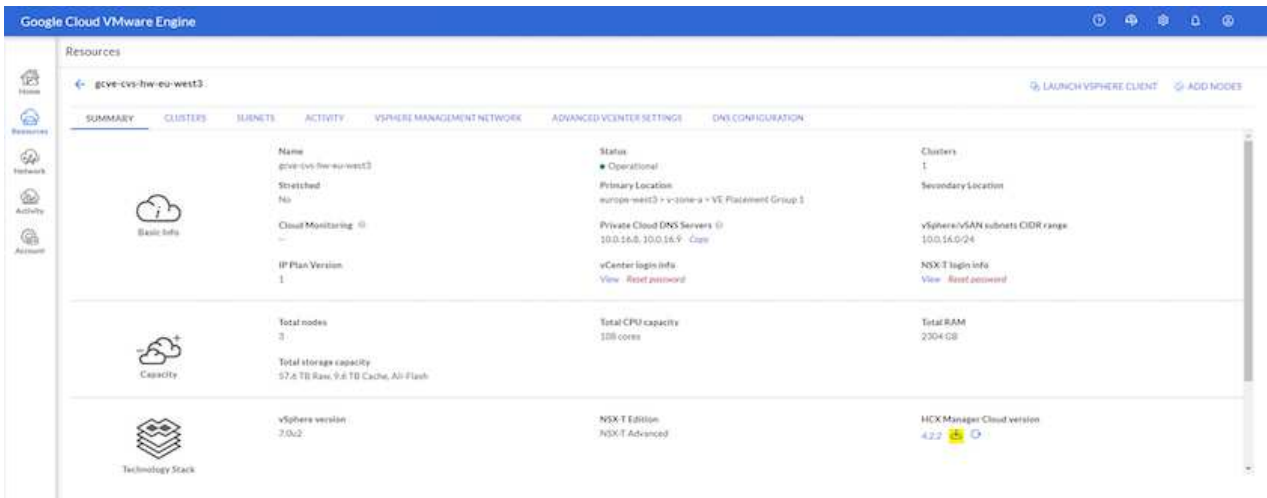 Google Cloud VMware Engine
Resources
Home
Resources
Network
Activity
Account
gcve-cvs-hw-eu-west3
LAUNCH VSPHERE CLIENT ADD NODES
SUMMARY CLUSTERS SUBNETS ACTIVITY VSPHERE MANAGEMENT NETWORK ADVANCED VCENTER SETTINGS DNS CONFIGURATION
Basic Info
Name Status Clusters
gcve-cvs-hw-eu-west3 Operational 1
Stretched Primary Location Secondary Location
No europe-west3 > v-zone-a > VE Placement Group 1
Cloud Monitoring Private Cloud DNS Servers vSphere/vSAN subnets CIDR range
-- 10.0.16.8, 10.0.16.9 Copy 10.0.16.0/24
IP Plan Version vCenter login info NSX-T login info
1 View Reset password View Reset password
Capacity
Total nodes Total CPU capacity Total RAM
3 108 cores 2304 GB
Total storage capacity
57.6 TB Raw, 9.6 TB Cache, All-Flash
Technology Stack
vSphere version NSX-T Edition HCX Manager Cloud version
7.0u2 NSX-T Advanced 4.2.2